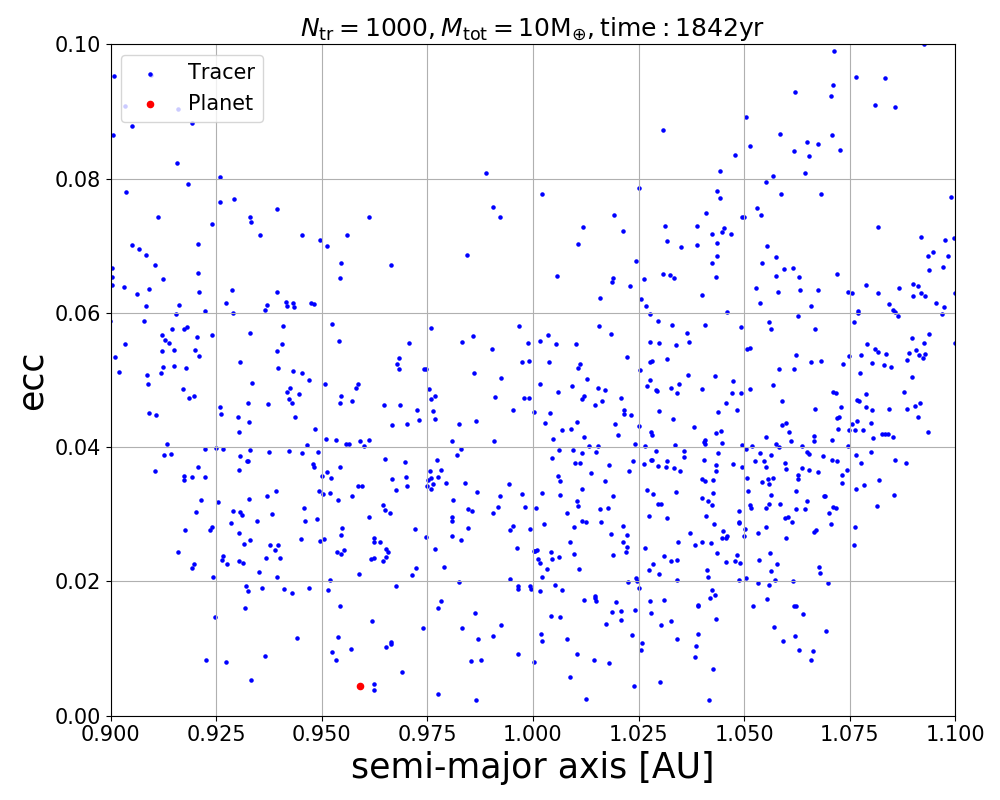 N_tr = 1000, M_tot = 10M_⊕, time : 1842yr
Tracer
Planet
ecc
0.10
0.08
0.06
0.04
0.02
0.00
0.900 0.925 0.950 0.975 1.000 1.025 1.050 1.075 1.100
semi-major axis [AU]